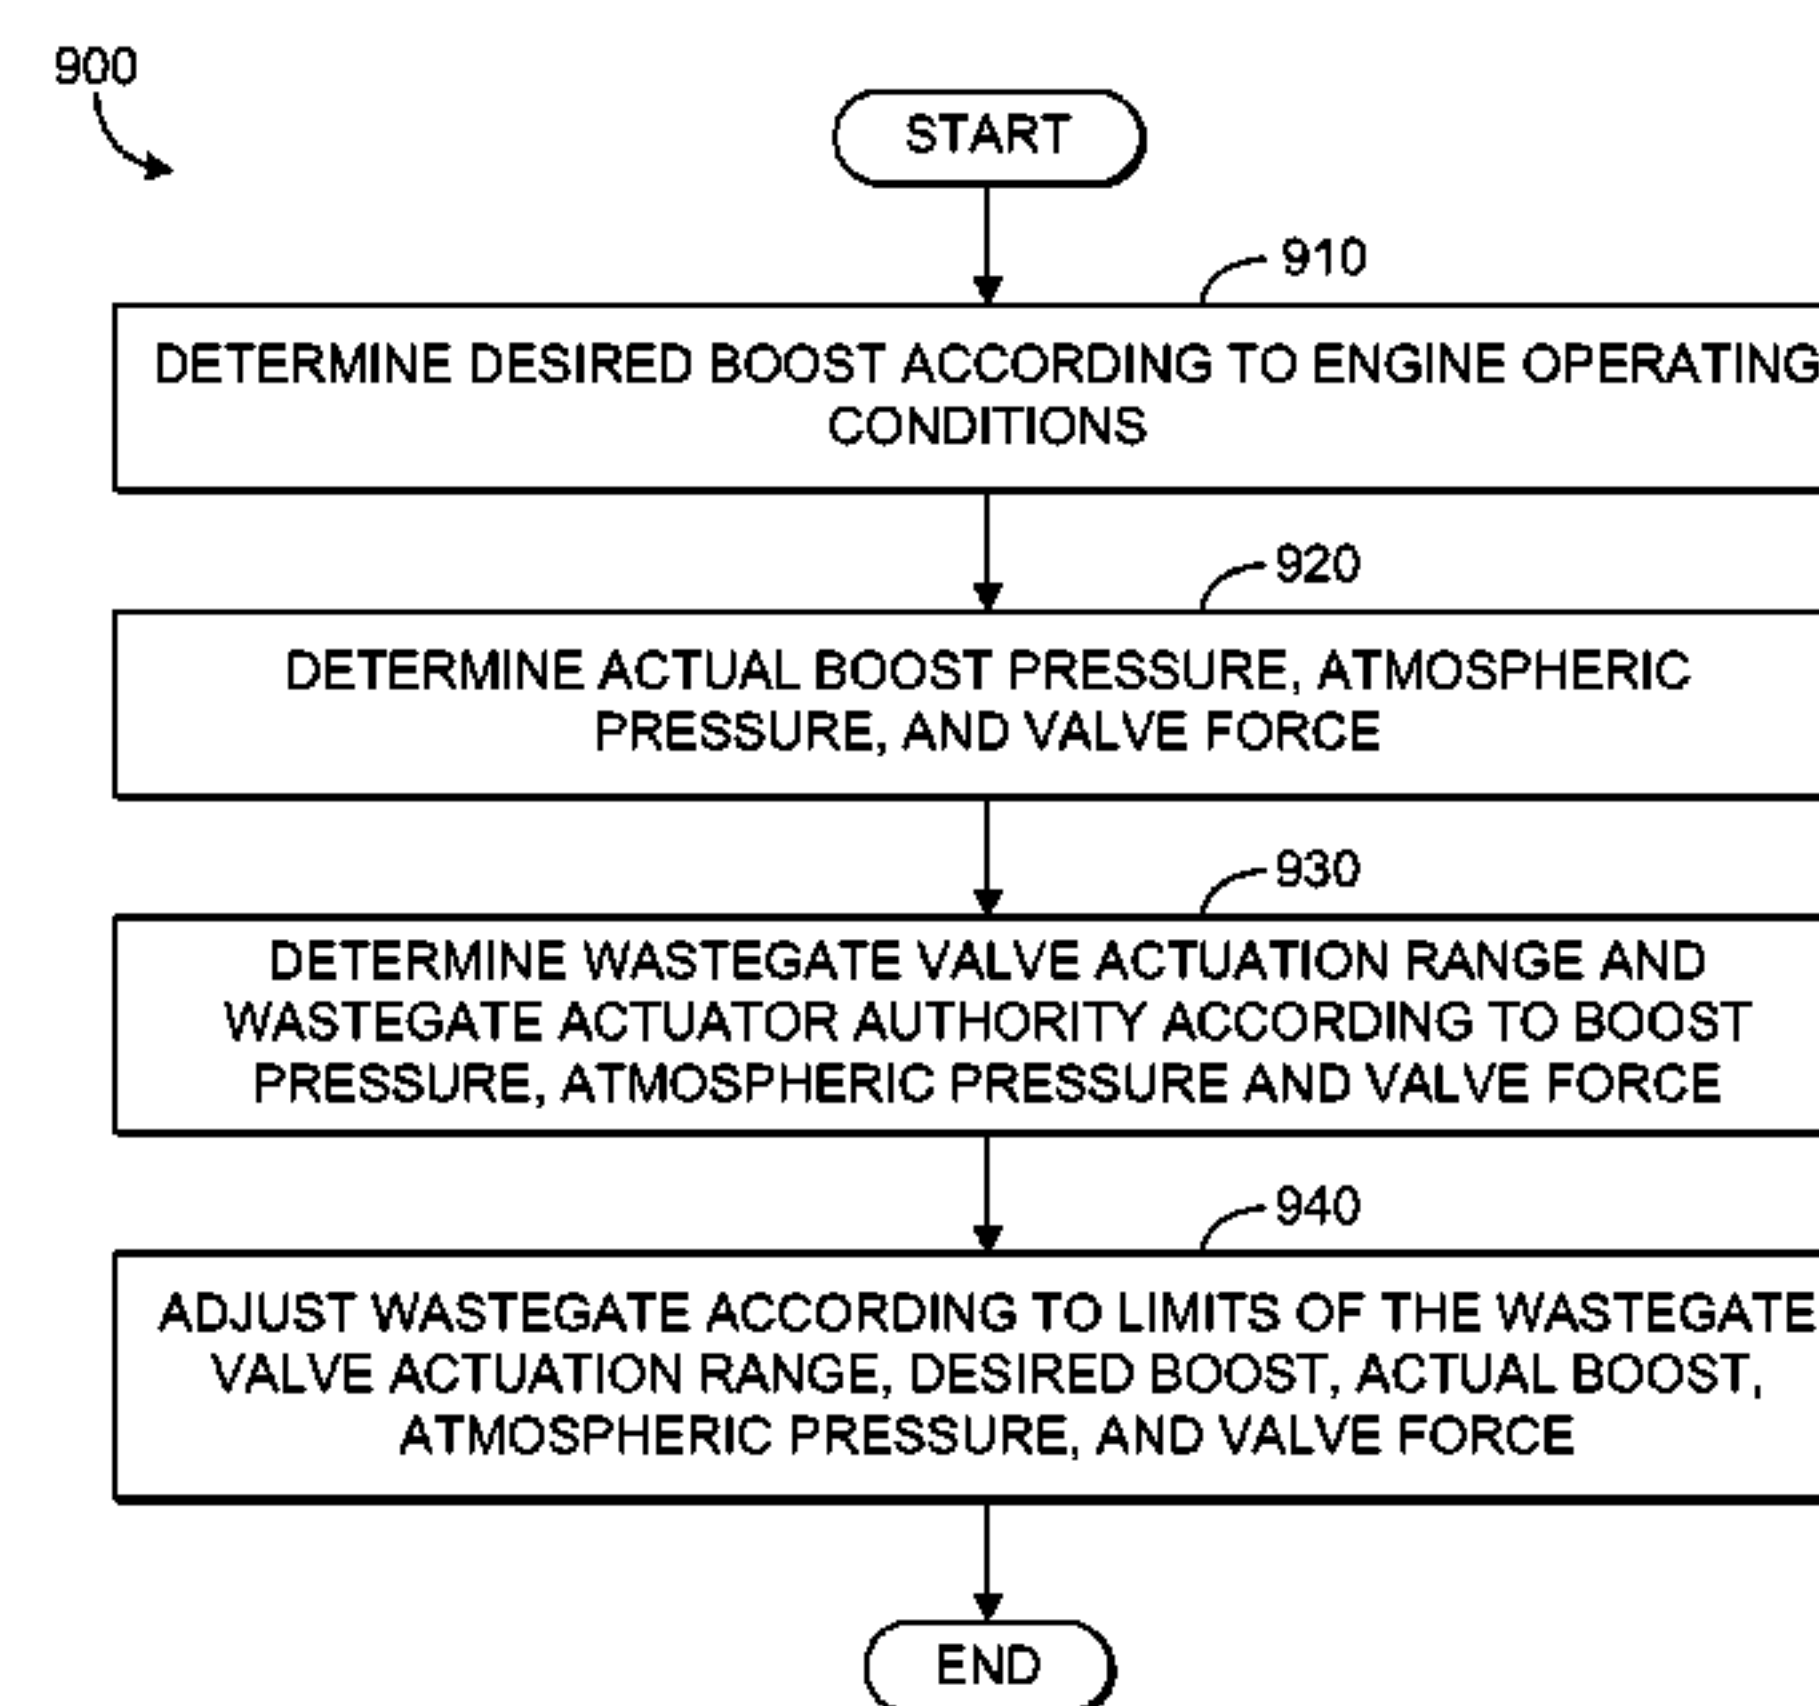 900
START
910
DETERMINE DESIRED BOOST ACCORDING TO ENGINE OPERATING
CONDITIONS
920
DETERMINE ACTUAL BOOST PRESSURE, ATMOSPHERIC
PRESSURE, AND VALVE FORCE
930
DETERMINE WASTEGATE VALVE ACTUATION RANGE AND
WASTEGATE ACTUATOR AUTHORITY ACCORDING TO BOOST
PRESSURE, ATMOSPHERIC PRESSURE AND VALVE FORCE
940
ADJUST WASTEGATE ACCORDING TO LIMITS OF THE WASTEGATE
VALVE ACTUATION RANGE, DESIRED BOOST, ACTUAL BOOST,
ATMOSPHERIC PRESSURE, AND VALVE FORCE
END